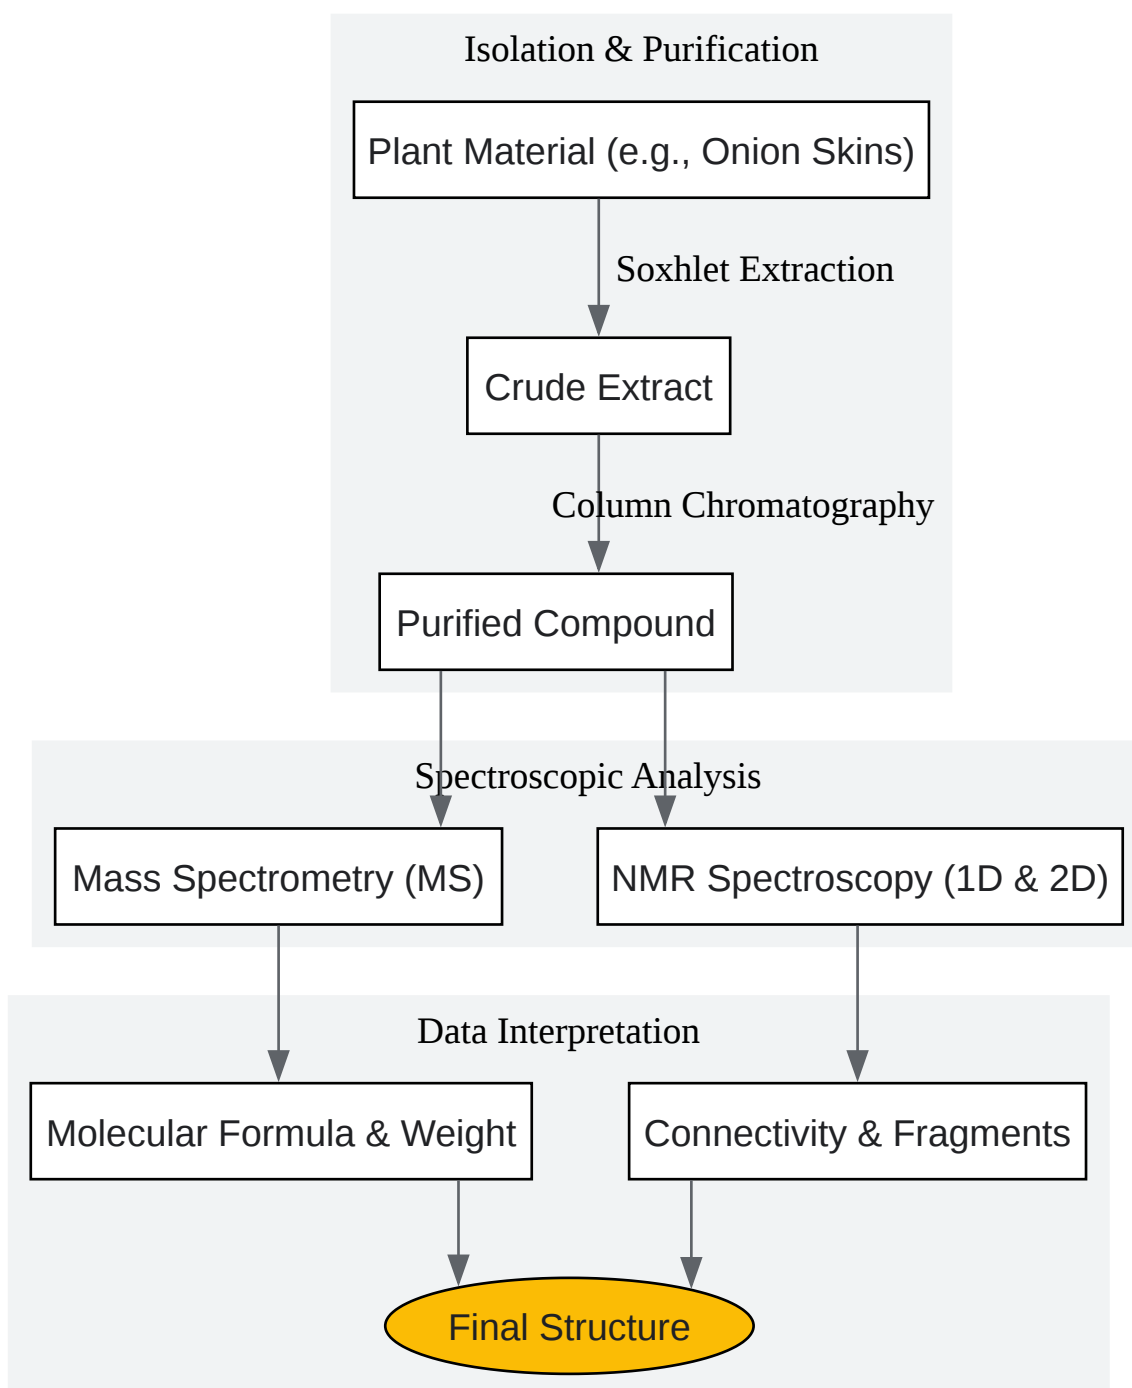 Isolation & Purification
Plant Material (e.g., Onion Skins)
Soxhlet Extraction
Crude Extract
Column Chromatography
Purified Compound
Spectroscopic Analysis
Mass Spectrometry (MS)
NMR Spectroscopy (1D & 2D)
Data Interpretation
Molecular Formula & Weight
Connectivity & Fragments
Final Structure